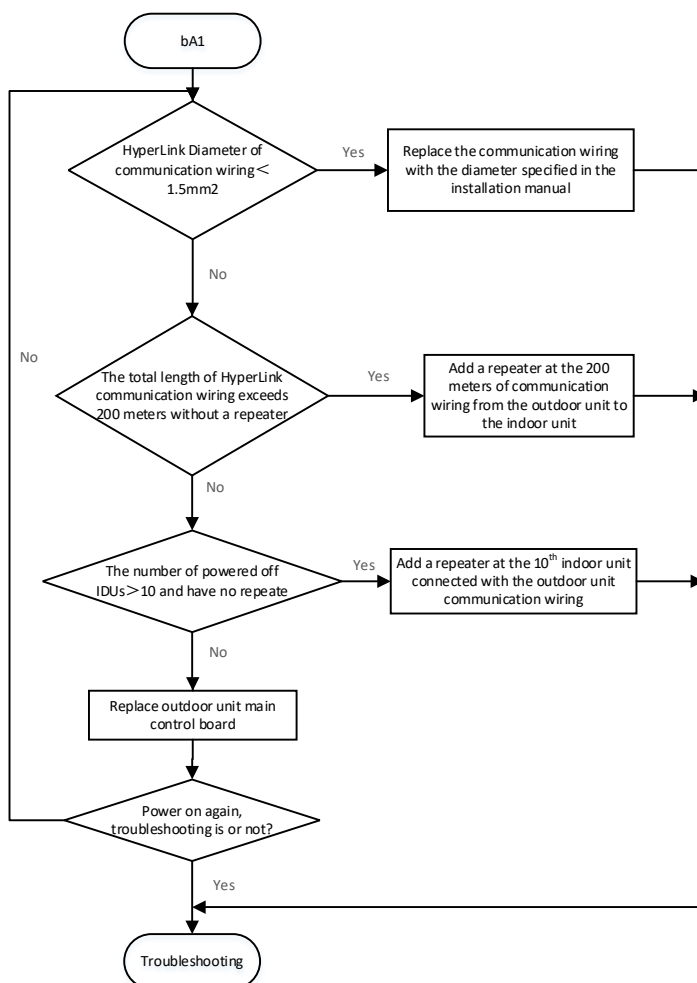 bA1
HyperLink Diameter of
communication wiring＜
1.5mm2
Yes
Replace the communication wiring
with the diameter specified in the
installation manual
No
No
The total length of HyperLink
communication wiring exceeds
200 meters without a repeater
Yes
Add a repeater at the 200
meters of communication
wiring from the outdoor unit to
the indoor unit
No
The number of powered off
IDUs＞10 and have no repeate
Yes
Add a repeater at the 10th indoor unit
connected with the outdoor unit
communication wiring
No
Replace outdoor unit main
control board
Power on again,
troubleshooting is or not?
Yes
Troubleshooting